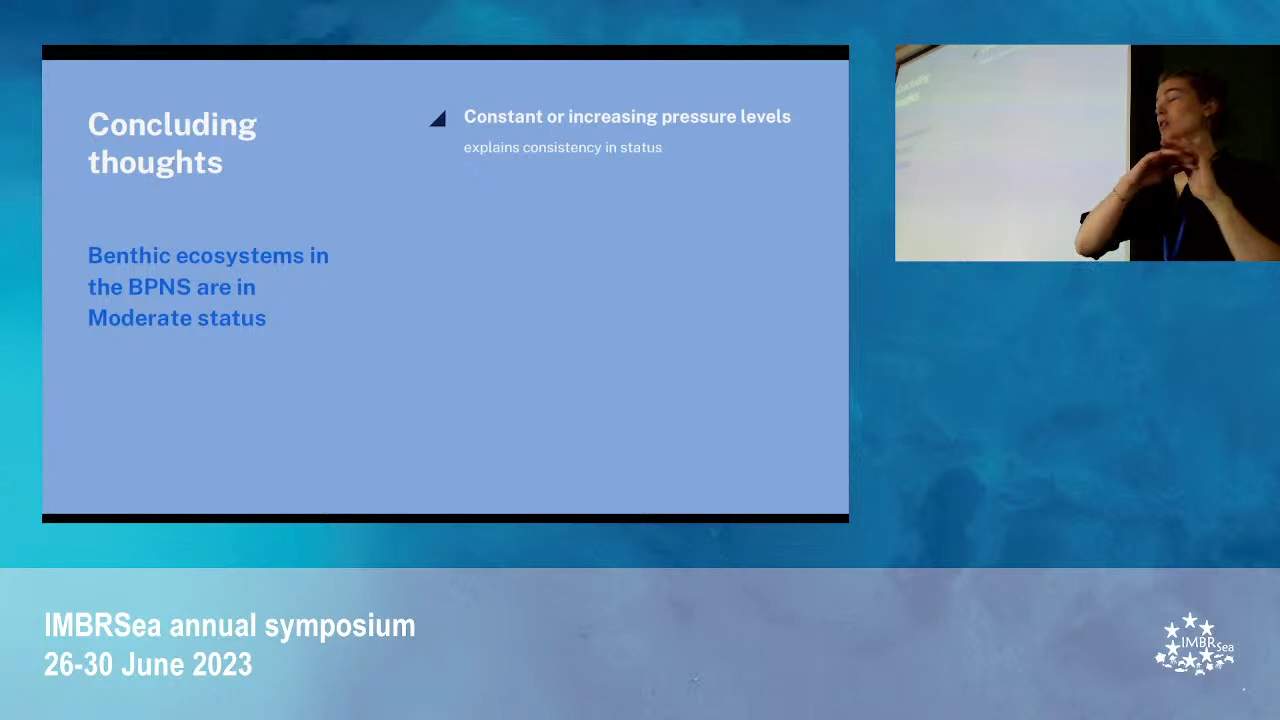 Concluding
thoughts
Constant or increasing pressure levels
explains consistency in status
Benthic ecosystems in
the BPNS are in
Moderate status
IMBRSea annual symposium
26-30 June 2023
IMBRSea